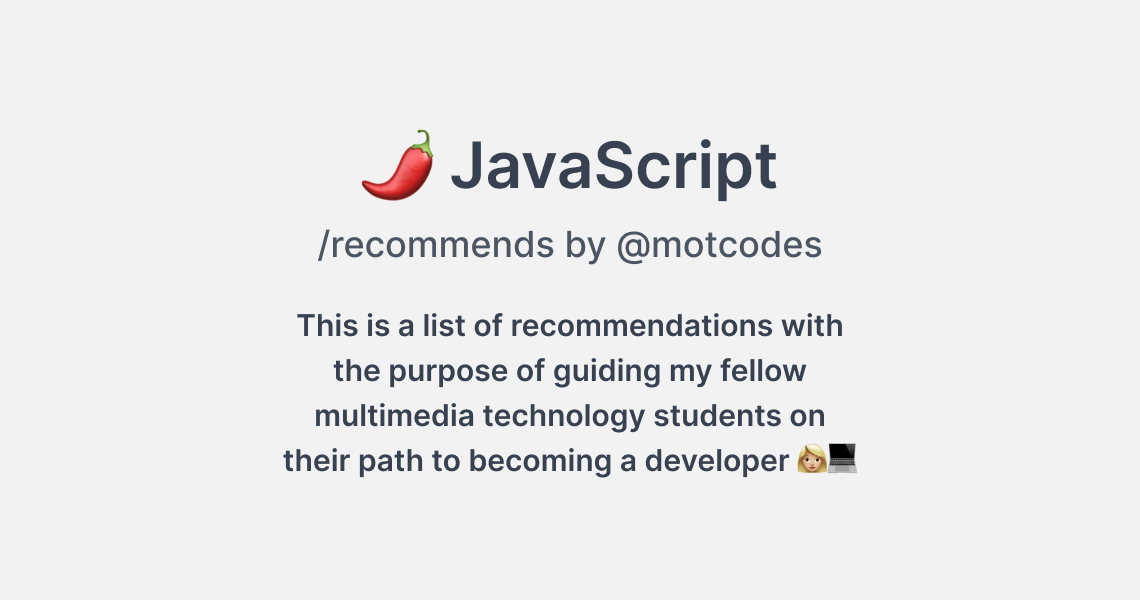 🌶️ JavaScript
/recommends by @motcodes
This is a list of recommendations with
the purpose of guiding my fellow
multimedia technology students on
their path to becoming a developer 👩🏼💻